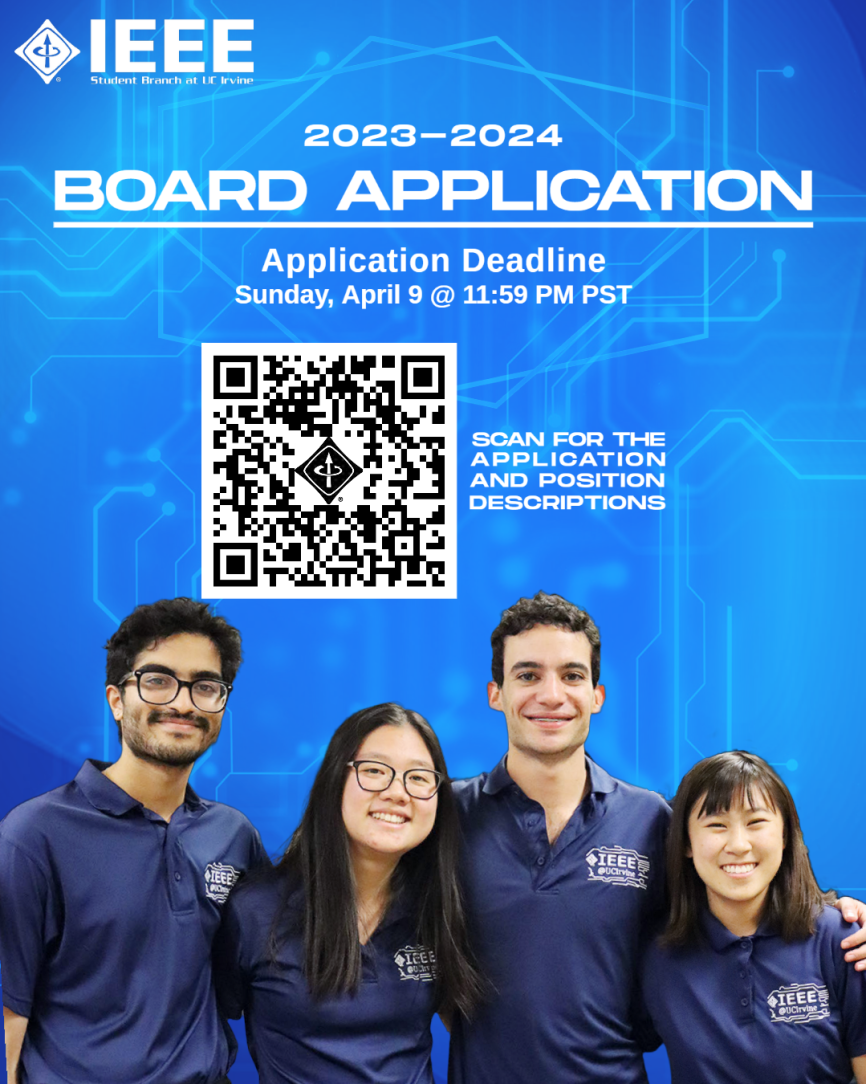 IEEE
Student Branch at UC Irvine
2023–2024
BOARD APPLICATION
Application Deadline
Sunday, April 9 @ 11:59 PM PST
SCAN FOR THE
APPLICATION
AND POSITION
DESCRIPTIONS
IEEE
@UCIrvine
IEEE
@UCIrvine
IEEE
@UCIrvine
IEEE
@UCIrvine